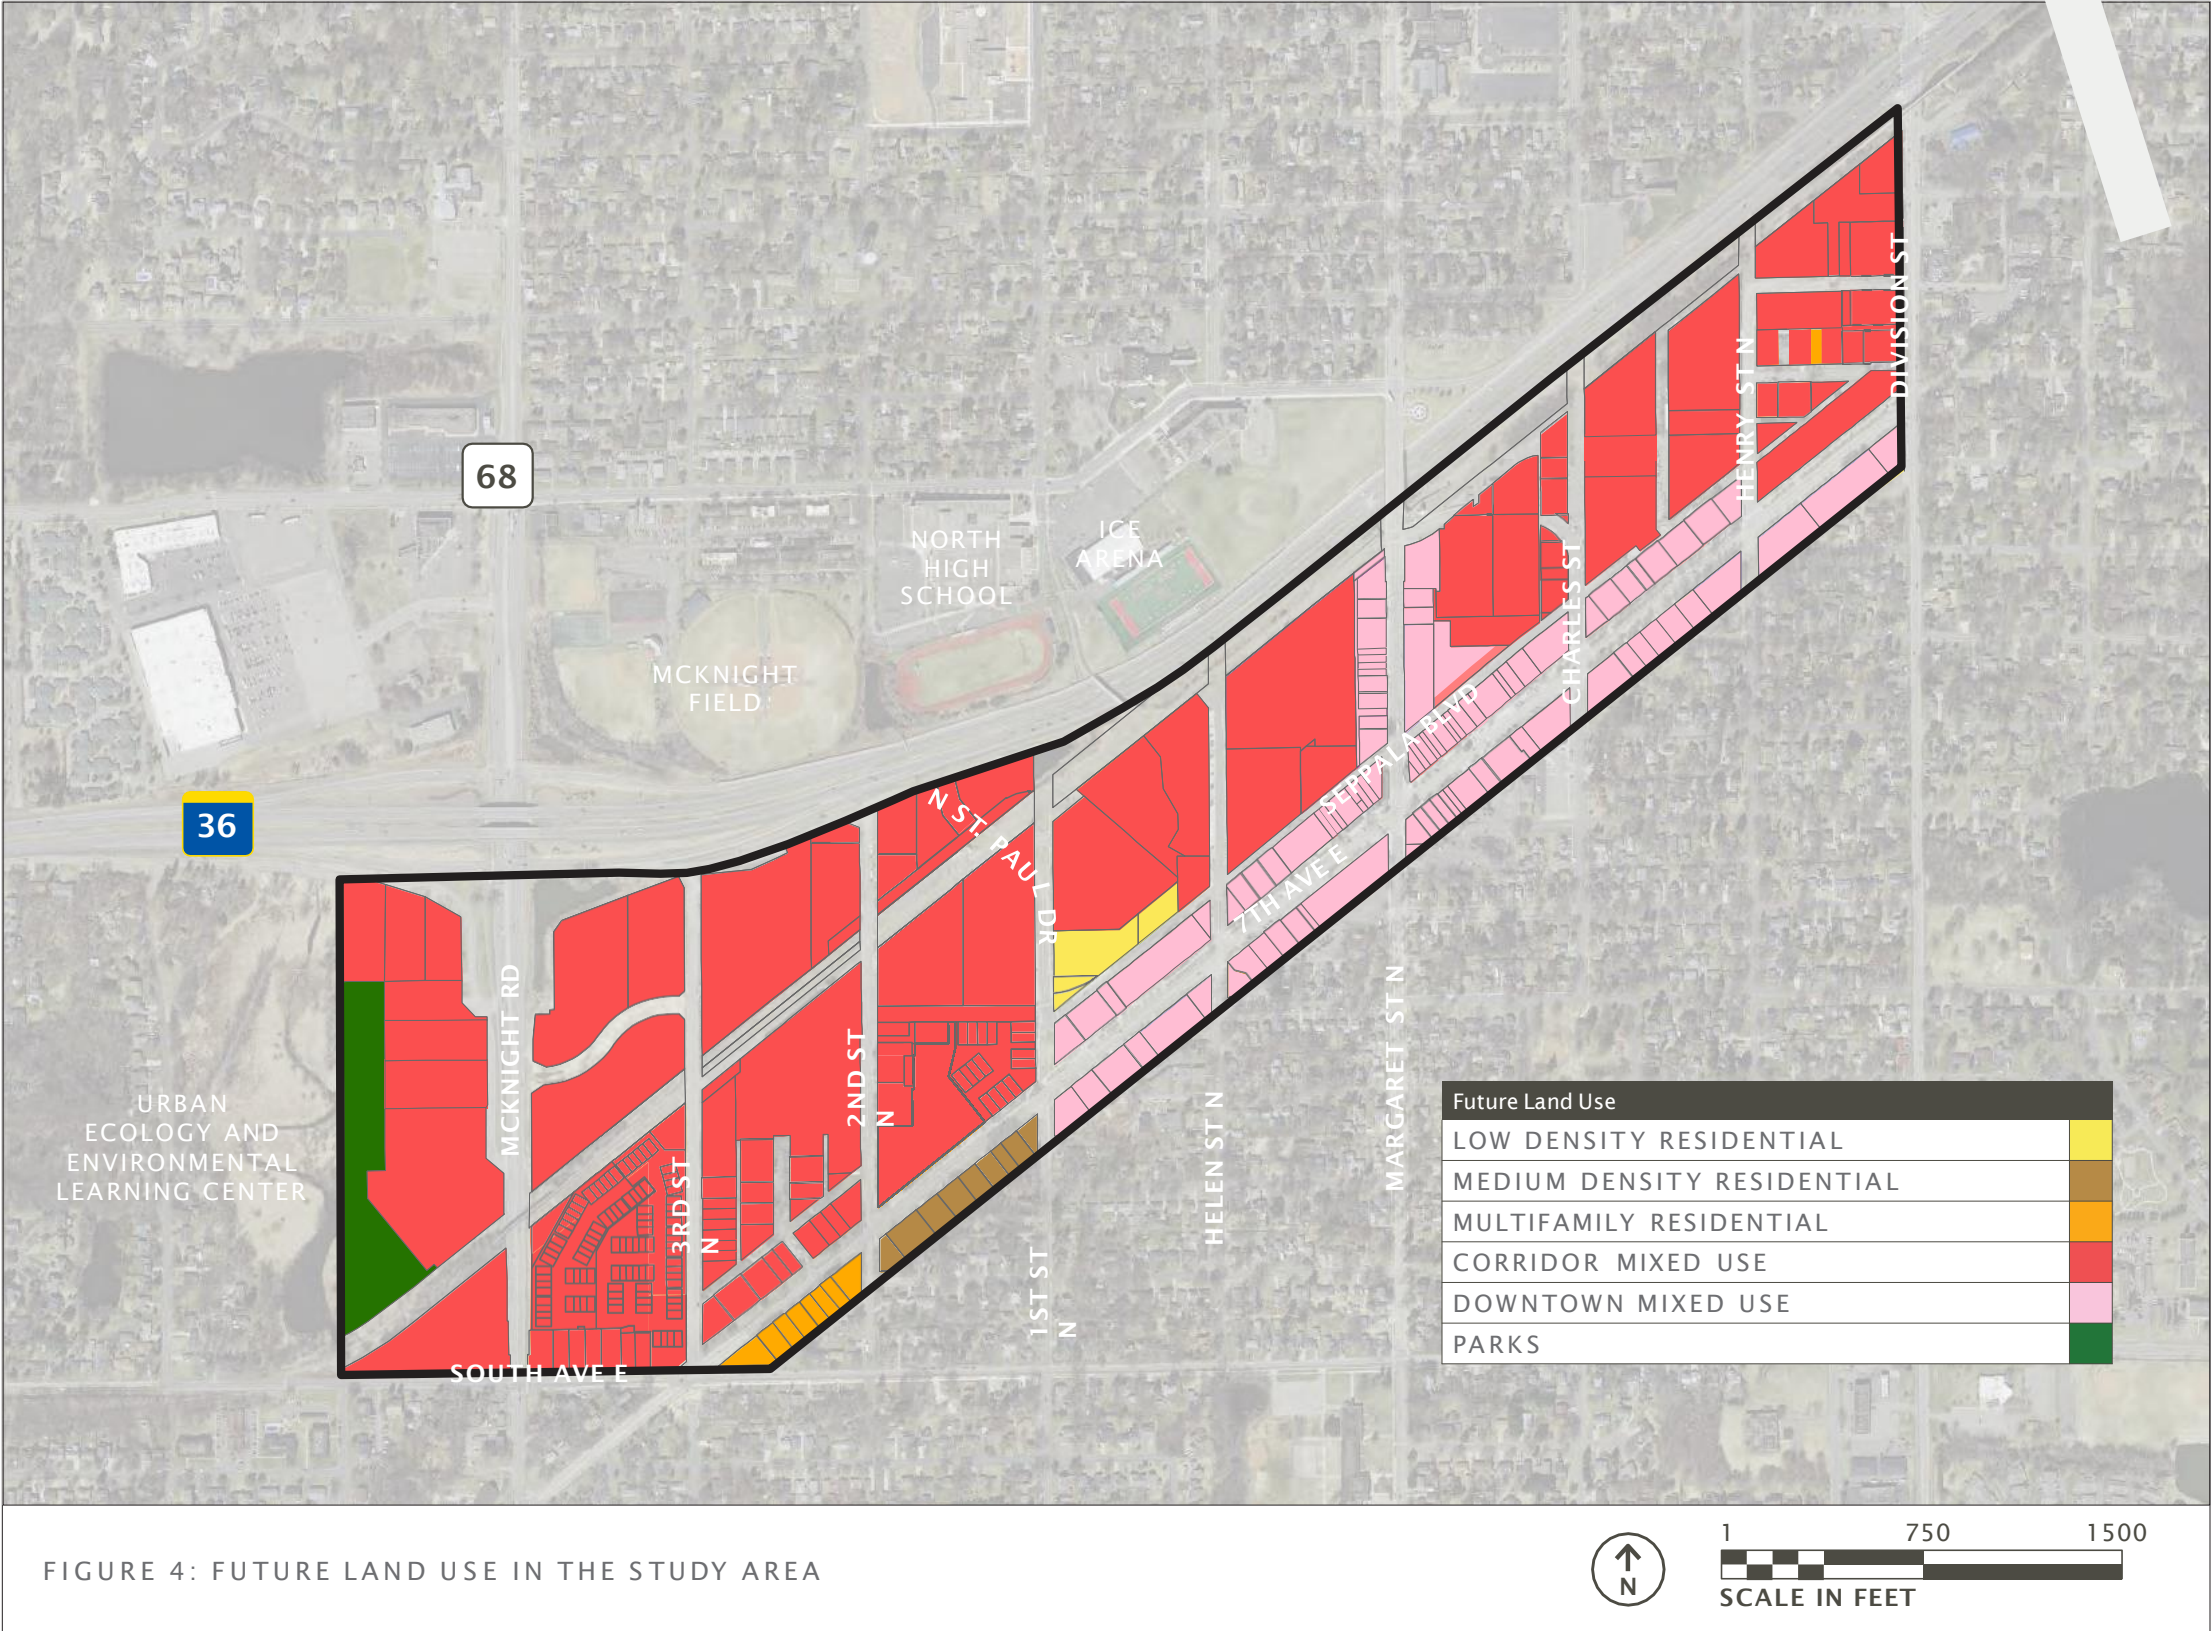 68
NORTH
HIGH
SCHOOL
ICE
ARENA
MCKNIGHT
FIELD
36
URBAN
ECOLOGY AND
ENVIRONMENTAL
LEARNING CENTER
MCKNIGHT RD
3RD ST
N
2ND ST
N
N ST. PAUL DR
1ST ST
N
HELEN ST N
MARGARET ST N
SEPPALA BLVD
7TH AVE E
CHARLES ST
HENRY ST N
DIVISION ST
SOUTH AVE E
Future Land Use
LOW DENSITY RESIDENTIAL
MEDIUM DENSITY RESIDENTIAL
MULTIFAMILY RESIDENTIAL
CORRIDOR MIXED USE
DOWNTOWN MIXED USE
PARKS
FIGURE 4: FUTURE LAND USE IN THE STUDY AREA
N
1 750 1500
SCALE IN FEET